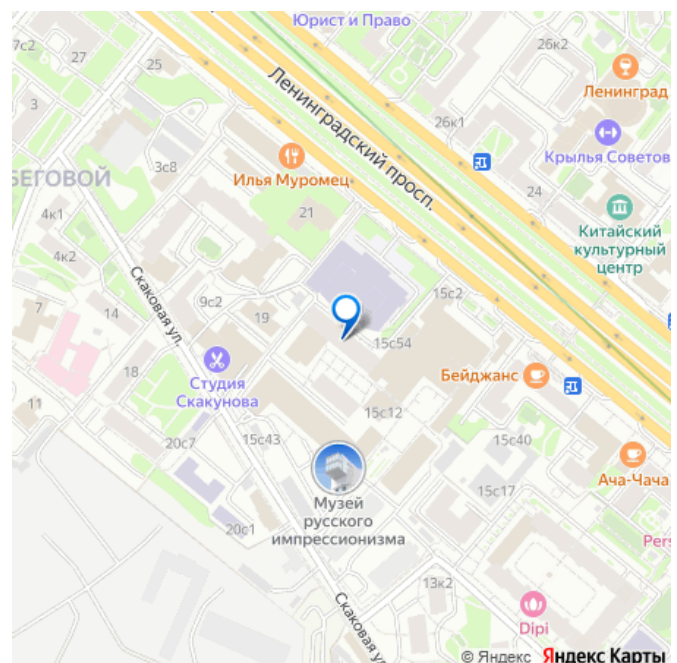 Юрист и Право
7с2
27
25
26к2
Ленинград
3
26к1
Ленинградский просп.
Крылья Советов
3с8
24
Илья Муромец
БЕГОВОЙ
4к1
21
Китайский
культурный
центр
4к2
Скаковая ул.
9с2
15с2
7
14
19
15с54
Студия
Скакунова
18
Бейджанс
11
15с12
20с7
15с43
15с40
Ача-Чача
15с17
Музей
русского
импрессионизма
20с1
Pers
13к2
Скаковая ул
Dipi
© Яндекс Яндекс Карты